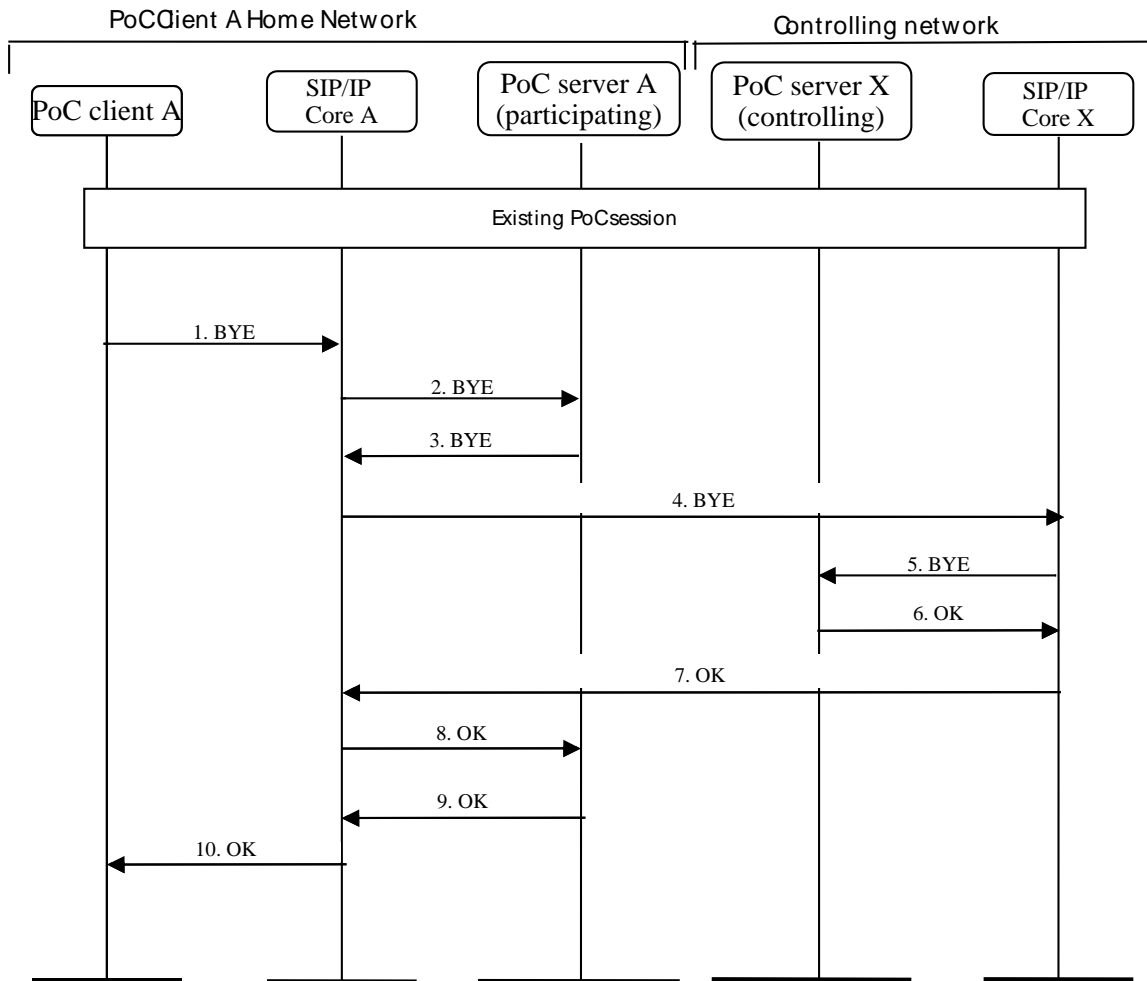 PoCClient A Home Network
Controlling network
PoC client A
SIP/IP
Core A
PoC server A
(participating)
PoC server X
(controlling)
SIP/IP
Core X
Existing PoCsession
1. BYE
2. BYE
3. BYE
4. BYE
5. BYE
6. OK
7. OK
8. OK
9. OK
10. OK